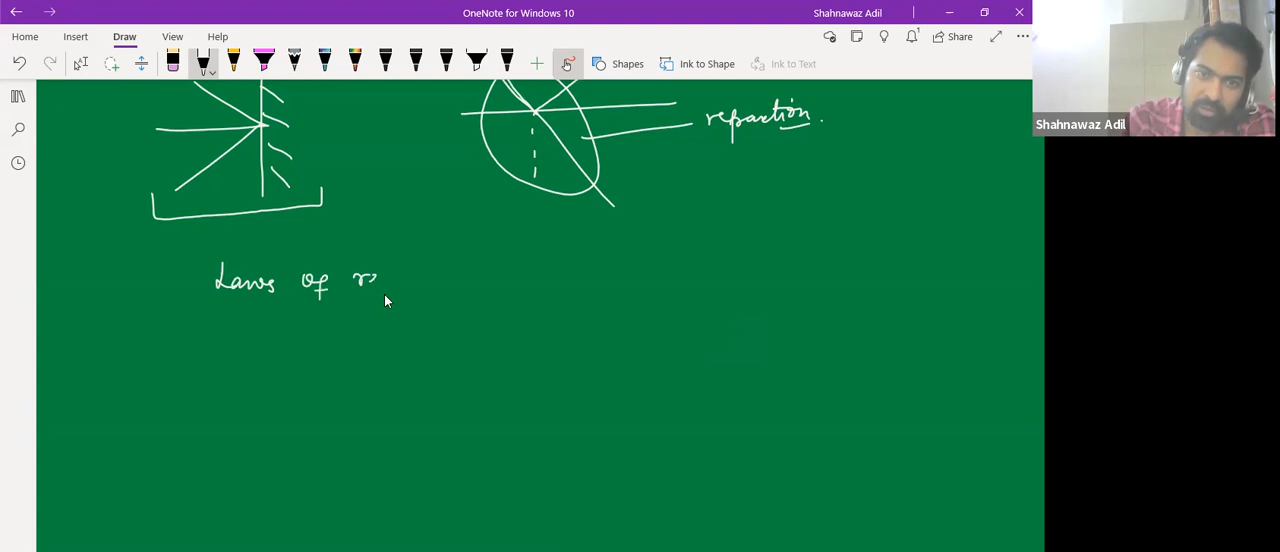 OneNote for Windows 10
Shahnawaz Adil
Home Insert Draw View Help
Shapes Ink to Shape Ink to Text Share
refraction.
Shahnawaz Adil
Laws of r